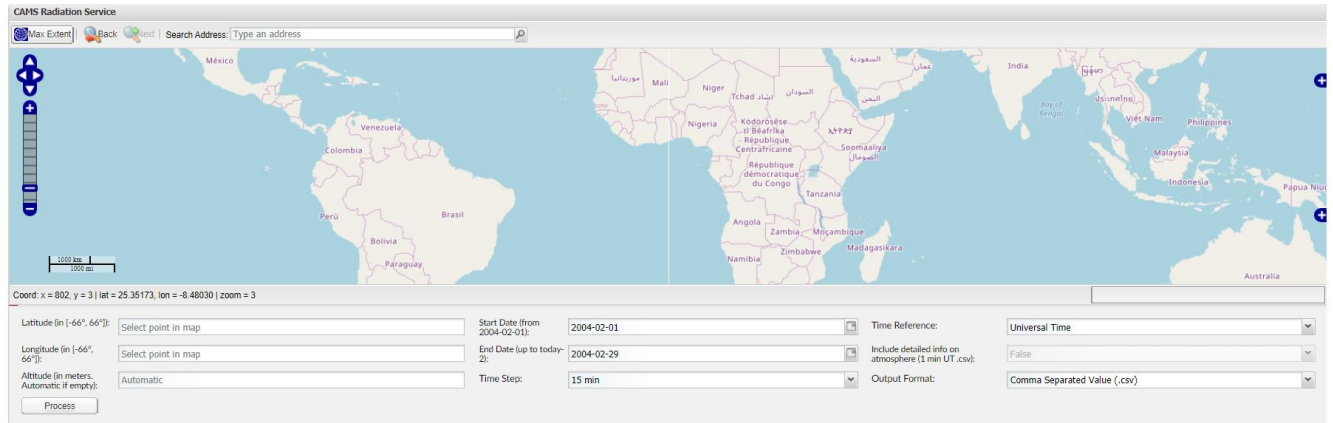 CAMS Radiation Service
Max Extent Back Next Search Address: Type an address
México
Venezuela
Colombia
Perú
Brasil
Bolivia
Paraguay
موريتانيا
Mali
Niger
Tchad تشاد
السودان
السعودية
عمان
اليمن
Nigeria
Ködörösêse
tî Bêafrîka
- République
Centrafricaine
ኢትዮጵያ
Soomaaliya
الصومال
République
démocratique
du Congo
Tanzania
Angola
Zambia
Moçambique
Zimbabwe
Madagasikara
Namibia
India
Bay of
Bengal
Việt Nam
Philippines
Malaysia
Indonesia
Papua Niu
Australia
1000 km
1000 mi
Coord: x = 802, y = 3 | lat = 25.35173, lon = -8.48030 | zoom = 3
Latitude (in [-66°, 66°]): Select point in map
Longitude (in [-66°,
66°]): Select point in map
Altitude (in meters.
Automatic if empty): Automatic
Process
Start Date (from
2004-02-01): 2004-02-01
End Date (up to today-
2): 2004-02-29
Time Step: 15 min
Time Reference: Universal Time
Include detailed info on
atmosphere (1 min UT .csv): False
Output Format: Comma Separated Value (.csv)